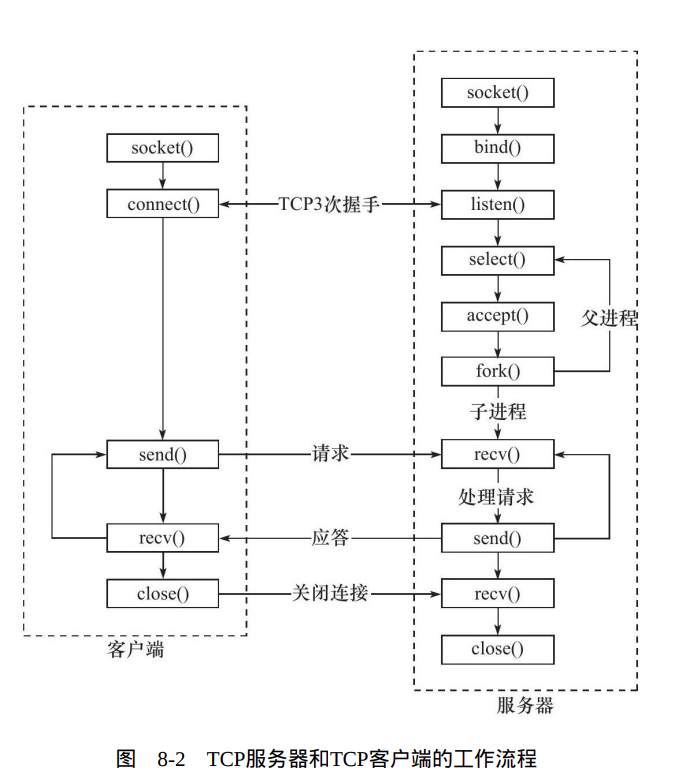 socket()
socket()
bind()
connect()
TCP3次握手
listen()
select()
accept()
父进程
fork()
子进程
send()
请求
recv()
处理请求
recv()
应答
send()
close()
关闭连接
recv()
close()
客户端
服务器
图 8-2 TCP服务器和TCP客户端的工作流程